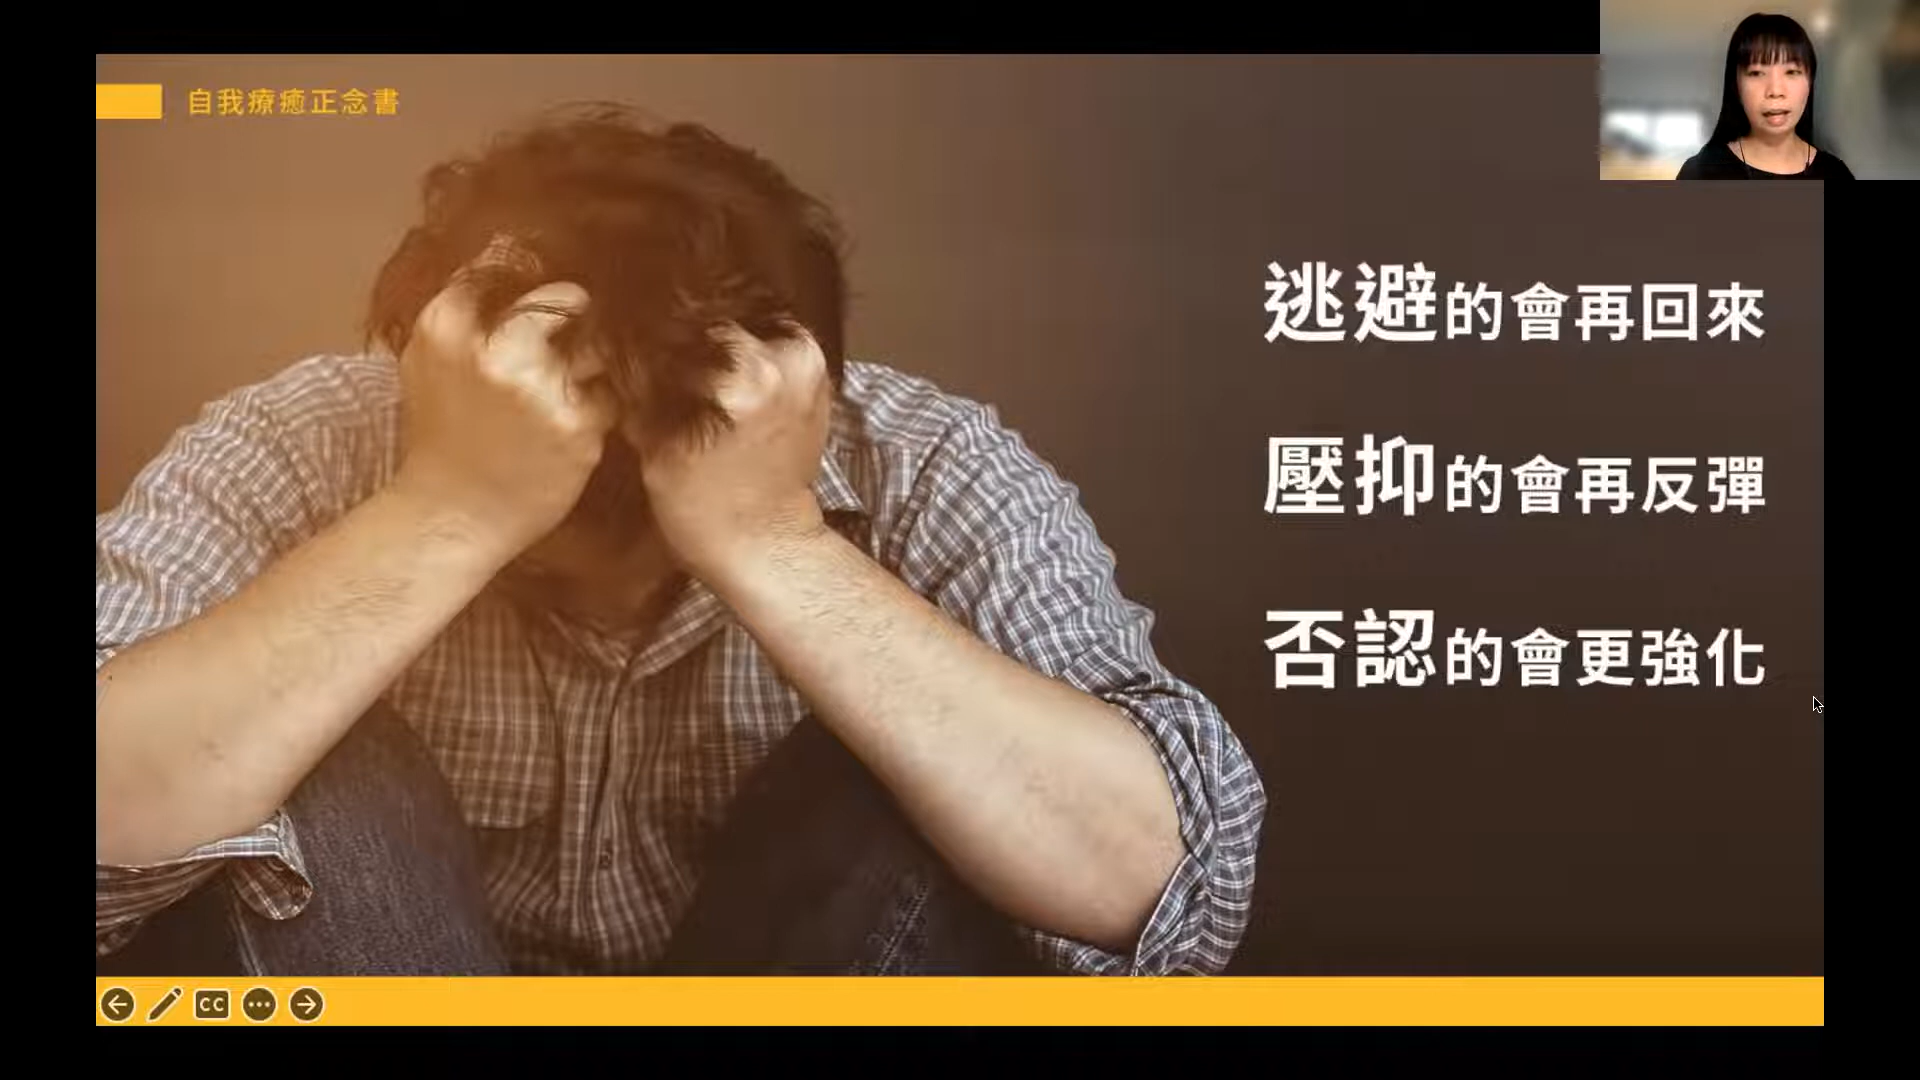 自我療癒正念書
逃避的會再回來
壓抑的會再反彈
否認的會更強化
CC